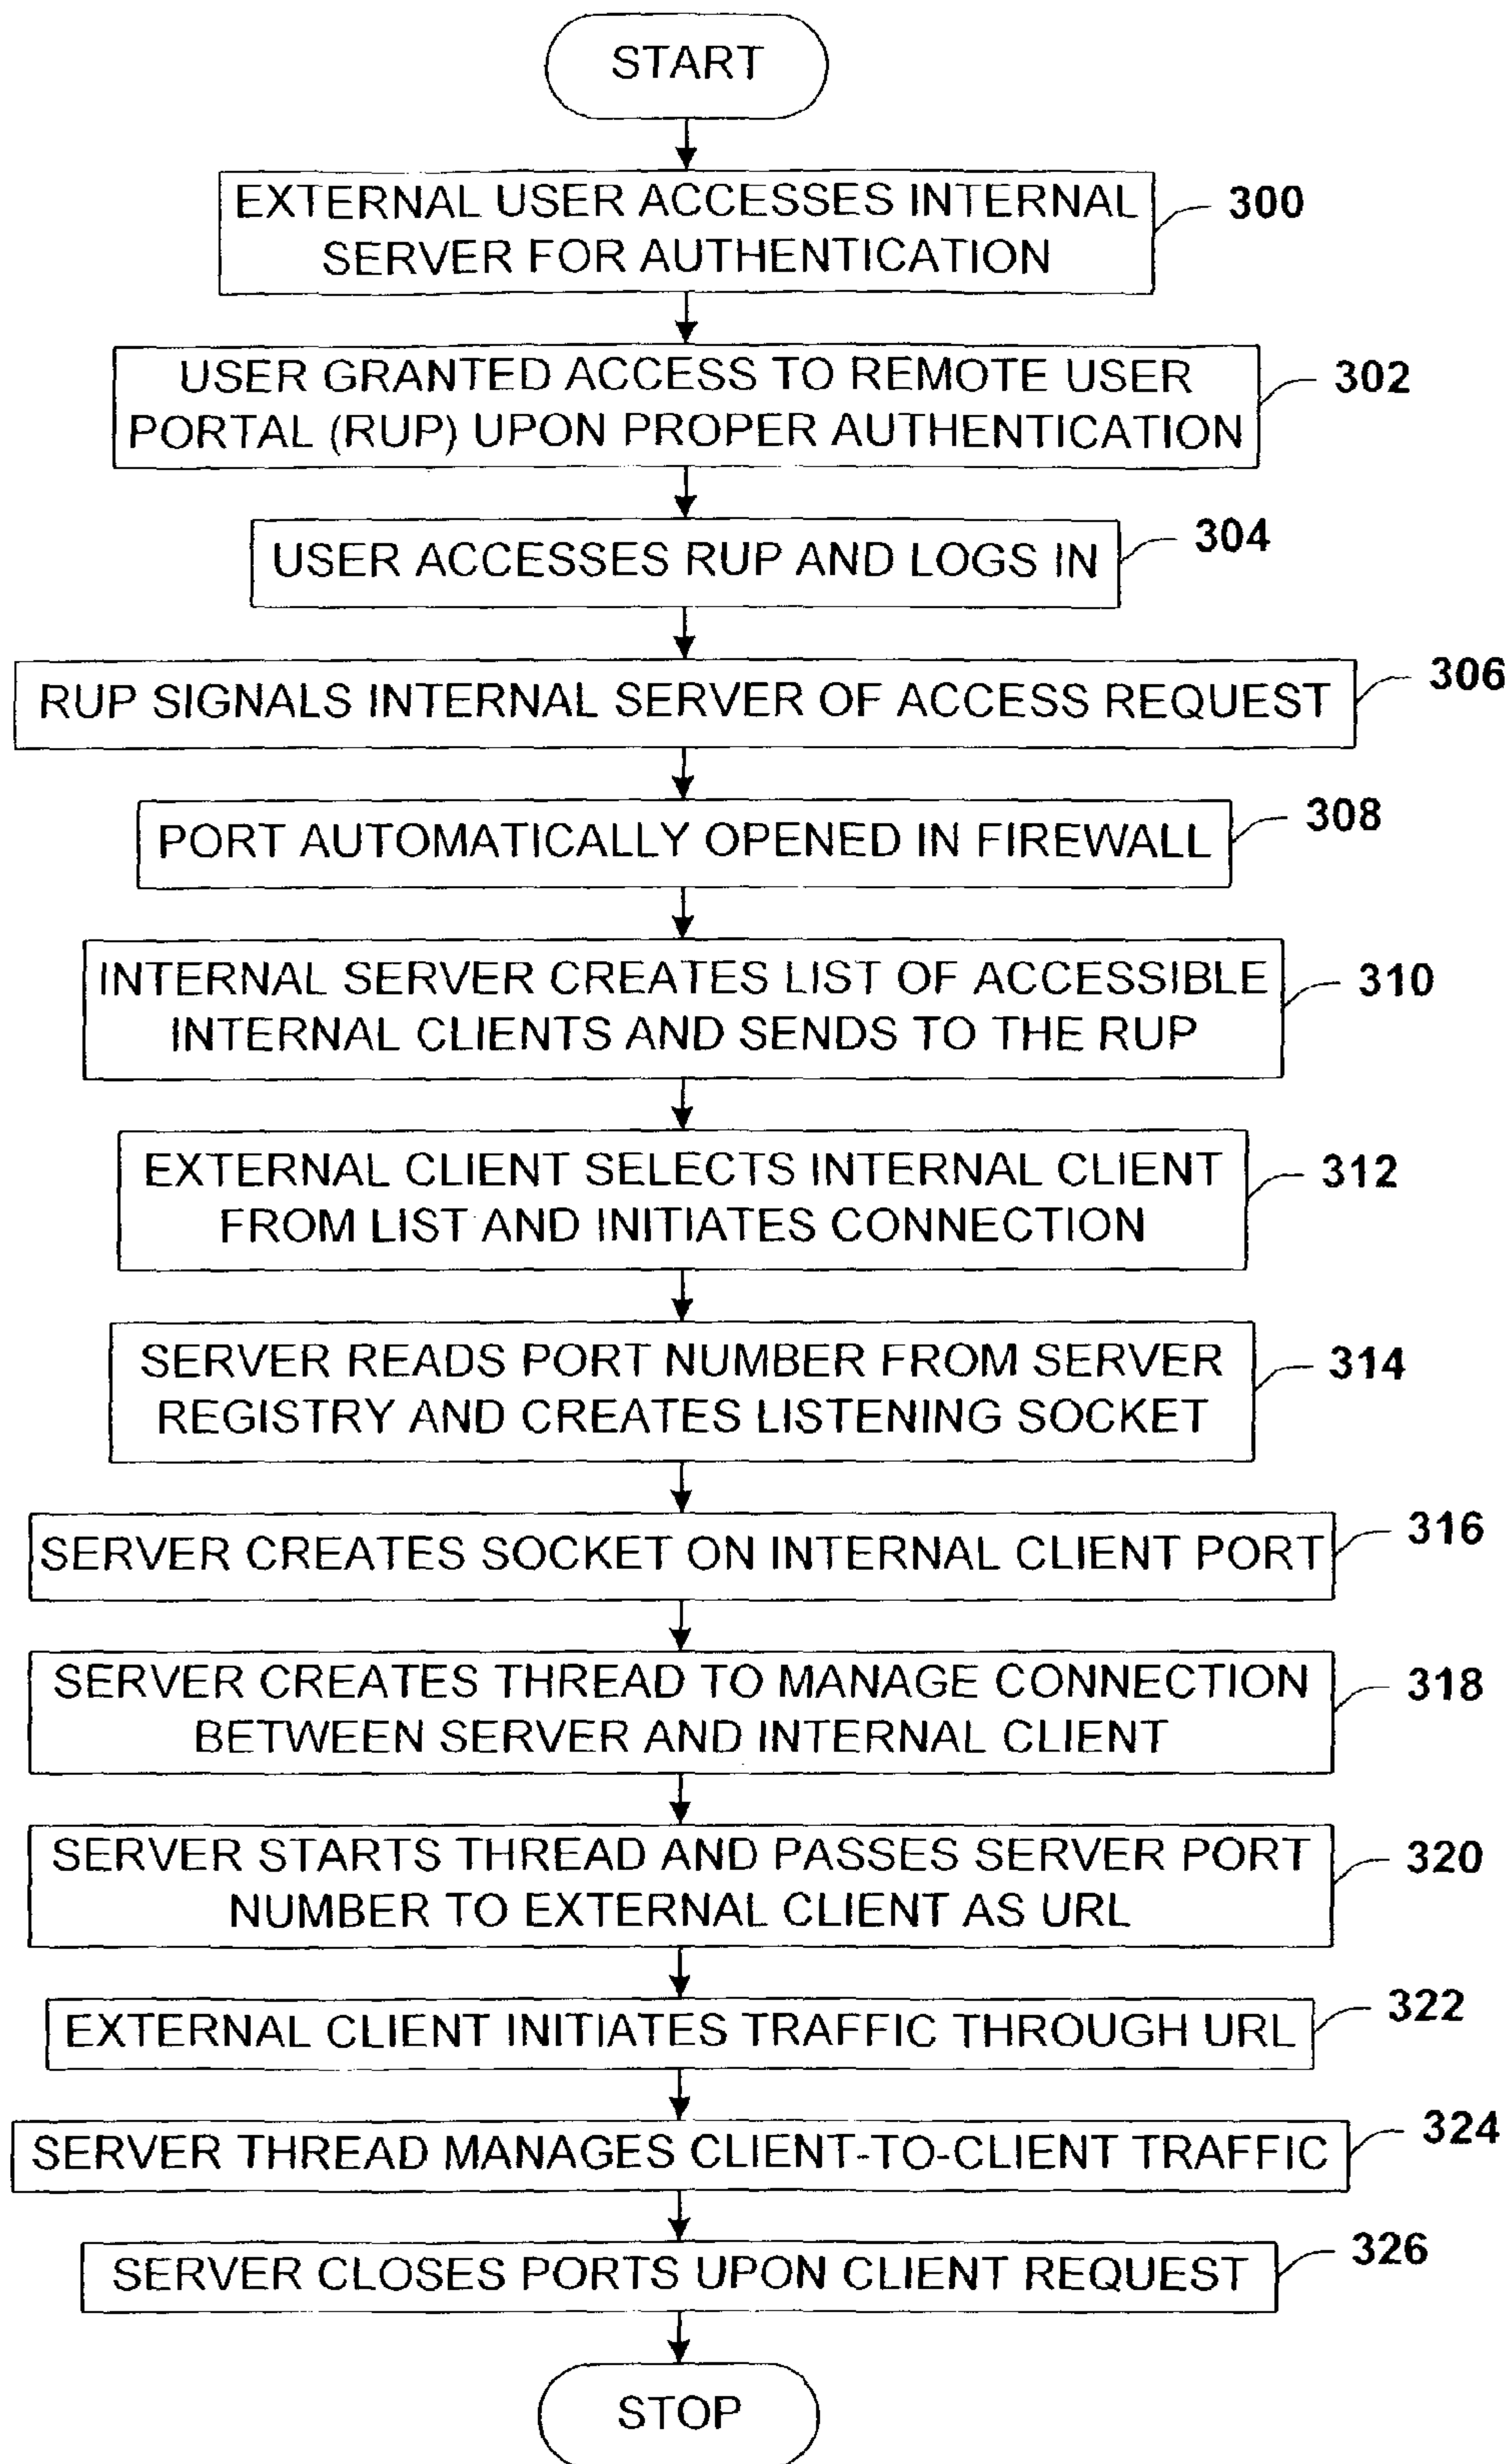 START
EXTERNAL USER ACCESSES INTERNAL
SERVER FOR AUTHENTICATION
300
USER GRANTED ACCESS TO REMOTE USER
PORTAL (RUP) UPON PROPER AUTHENTICATION
302
USER ACCESSES RUP AND LOGS IN
304
RUP SIGNALS INTERNAL SERVER OF ACCESS REQUEST
306
PORT AUTOMATICALLY OPENED IN FIREWALL
308
INTERNAL SERVER CREATES LIST OF ACCESSIBLE
INTERNAL CLIENTS AND SENDS TO THE RUP
310
EXTERNAL CLIENT SELECTS INTERNAL CLIENT
FROM LIST AND INITIATES CONNECTION
312
SERVER READS PORT NUMBER FROM SERVER
REGISTRY AND CREATES LISTENING SOCKET
314
SERVER CREATES SOCKET ON INTERNAL CLIENT PORT
316
SERVER CREATES THREAD TO MANAGE CONNECTION
BETWEEN SERVER AND INTERNAL CLIENT
318
SERVER STARTS THREAD AND PASSES SERVER PORT
NUMBER TO EXTERNAL CLIENT AS URL
320
EXTERNAL CLIENT INITIATES TRAFFIC THROUGH URL
322
SERVER THREAD MANAGES CLIENT-TO-CLIENT TRAFFIC
324
SERVER CLOSES PORTS UPON CLIENT REQUEST
326
STOP